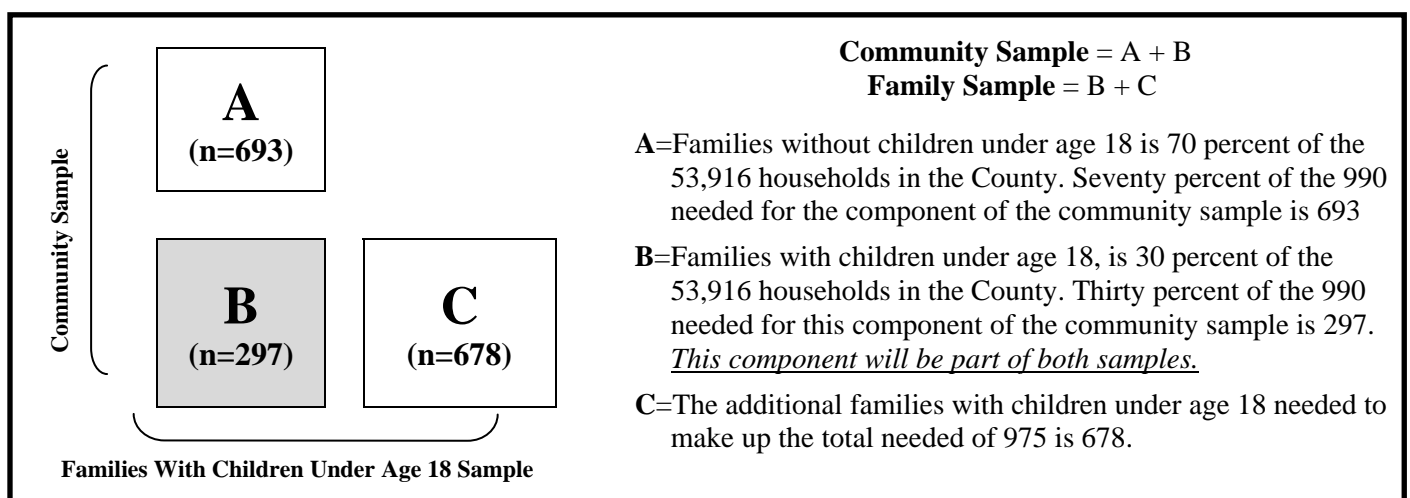 Community Sample
A
(n=693)
B
(n=297)
C
(n=678)
Families With Children Under Age 18 Sample
Community Sample = A + B
Family Sample = B + C
A=Families without children under age 18 is 70 percent of the
53,916 households in the County. Seventy percent of the 990
needed for the component of the community sample is 693
B=Families with children under age 18, is 30 percent of the
53,916 households in the County. Thirty percent of the 990
needed for this component of the community sample is 297.
This component will be part of both samples.
C=The additional families with children under age 18 needed to
make up the total needed of 975 is 678.